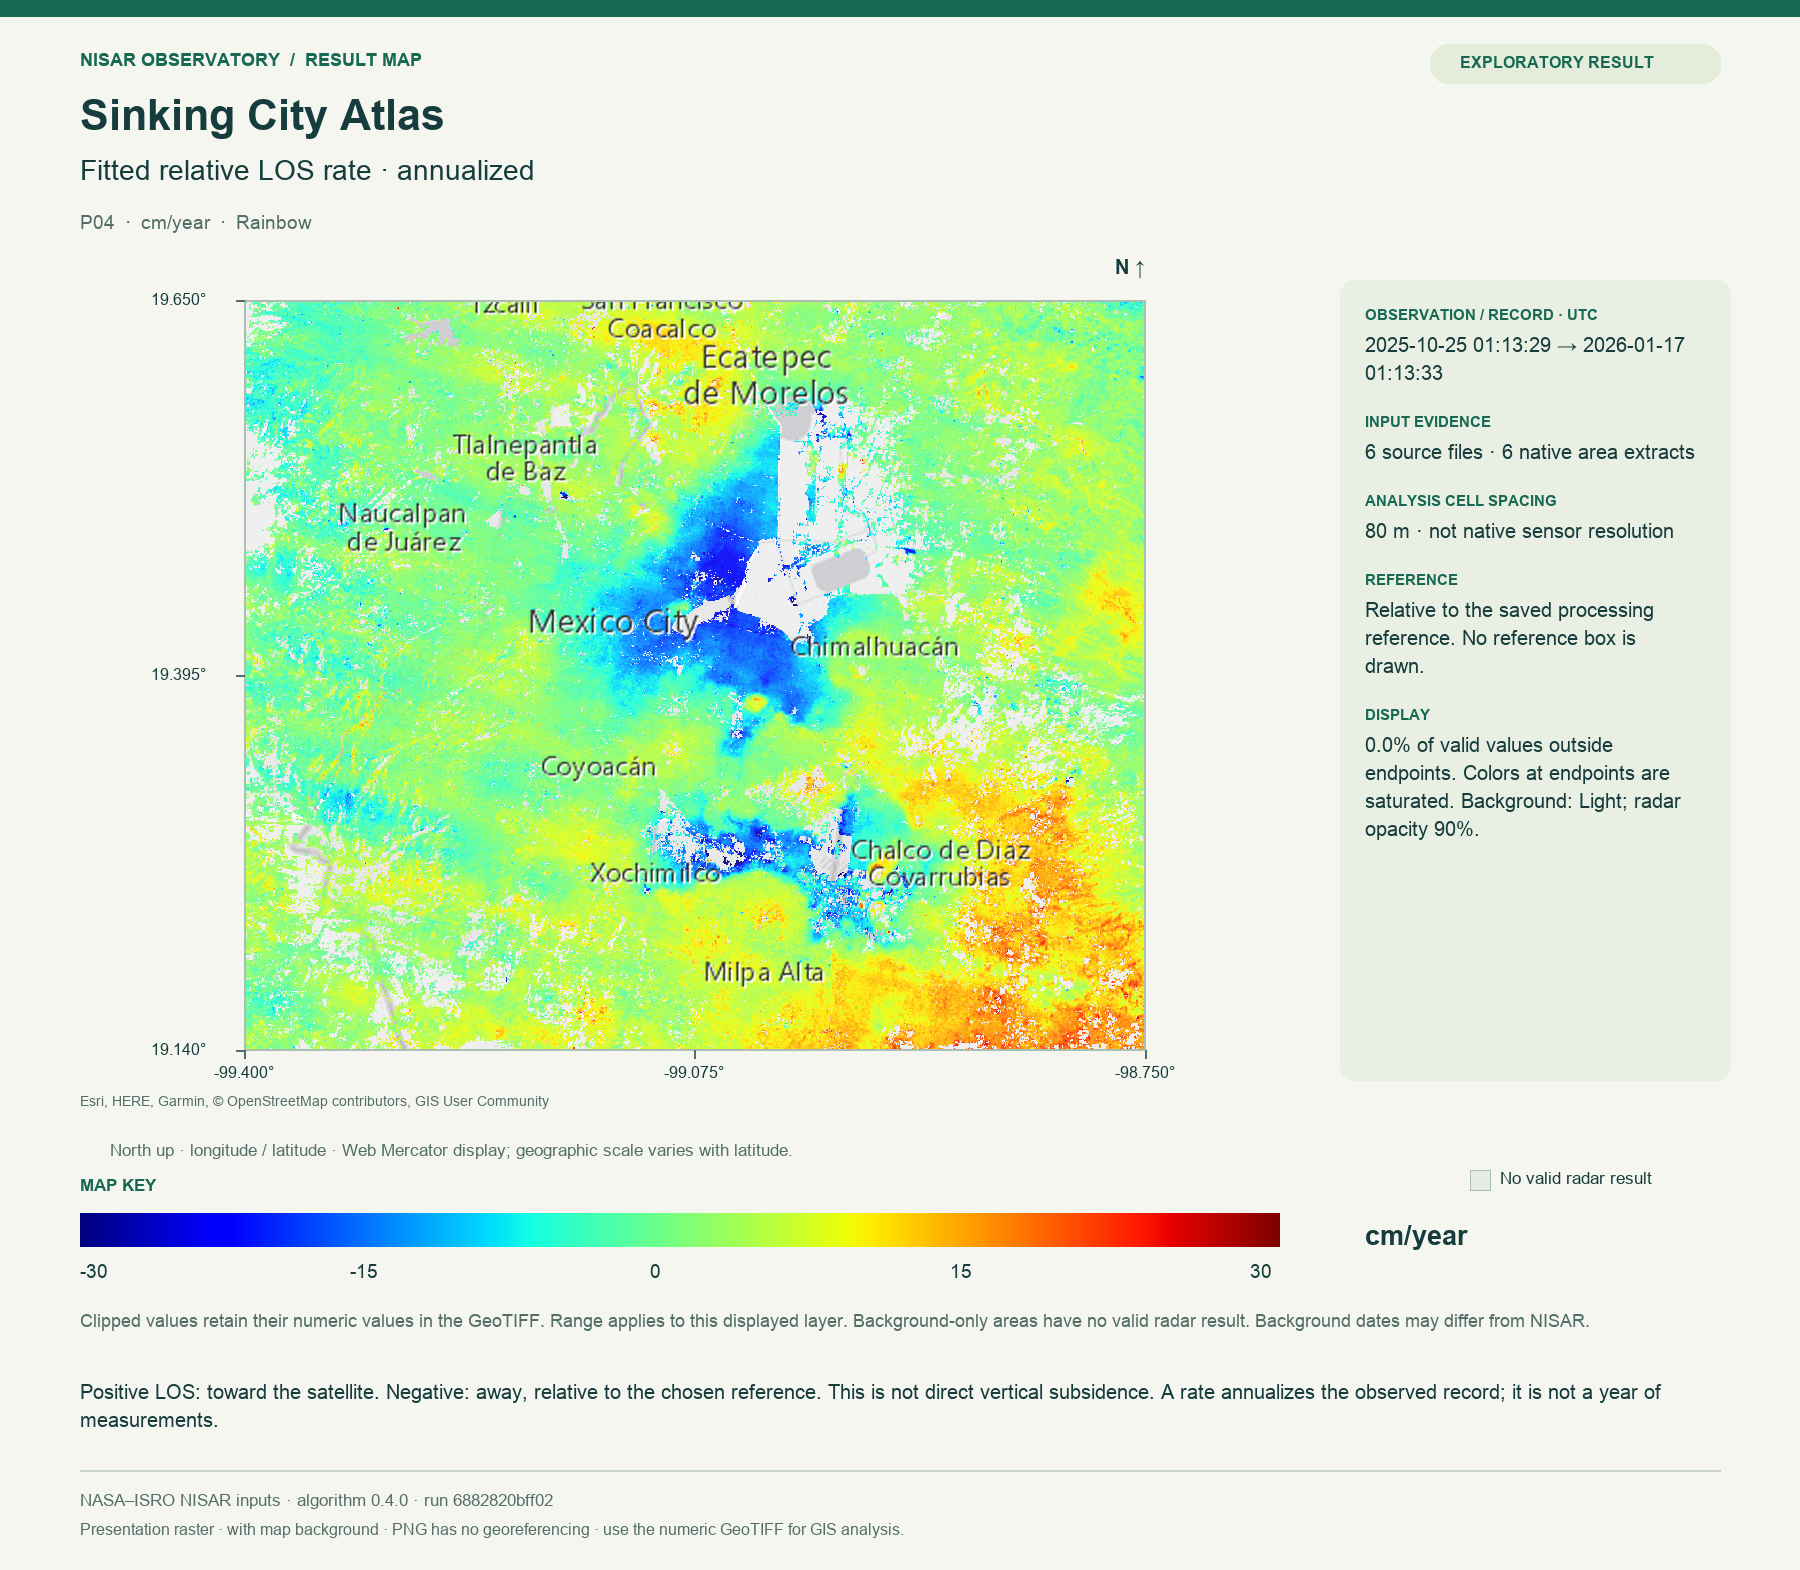 NISAR OBSERVATORY / RESULT MAP
EXPLORATORY RESULT
Sinking City Atlas
Fitted relative LOS rate · annualized
P04 · cm/year · Rainbow
N ↑
19.650°
19.395°
19.140°
-99.400°
-99.075°
-98.750°
San Francisco
Coacalco
Ecatepec
de Morelos
Tlalnepantla
de Baz
Naucalpan
de Juárez
Mexico City
Chimalhuacán
Coyoacán
Xochimilco
Chalco de Díaz
Covarrubias
Milpa Alta
OBSERVATION / RECORD · UTC
2025-10-25 01:13:29 → 2026-01-17
01:13:33
INPUT EVIDENCE
6 source files · 6 native area extracts
ANALYSIS CELL SPACING
80 m · not native sensor resolution
REFERENCE
Relative to the saved processing
reference. No reference box is
drawn.
DISPLAY
0.0% of valid values outside
endpoints. Colors at endpoints are
saturated. Background: Light; radar
opacity 90%.
Esri, HERE, Garmin, © OpenStreetMap contributors, GIS User Community
North up · longitude / latitude · Web Mercator display; geographic scale varies with latitude.
MAP KEY
No valid radar result
cm/year
-30 -15 0 15 30
Clipped values retain their numeric values in the GeoTIFF. Range applies to this displayed layer. Background-only areas have no valid radar result. Background dates may differ from NISAR.
Positive LOS: toward the satellite. Negative: away, relative to the chosen reference. This is not direct vertical subsidence. A rate annualizes the observed record; it is not a year of
measurements.
NASA–ISRO NISAR inputs · algorithm 0.4.0 · run 6882820bff02
Presentation raster · with map background · PNG has no georeferencing · use the numeric GeoTIFF for GIS analysis.